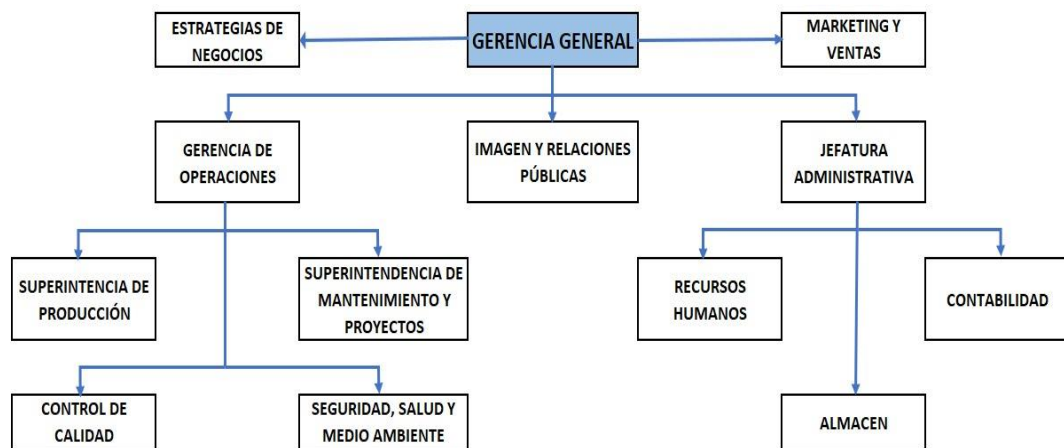 ESTRATEGIAS DE
NEGOCIOS
GERENCIA GENERAL
MARKETING Y
VENTAS
GERENCIA DE
OPERACIONES
IMAGEN Y RELACIONES
PÚBLICAS
JEFATURA
ADMINISTRATIVA
SUPERINTENCIA DE
PRODUCCIÓN
SUPERINTENDENCIA DE
MANTENIMIENTO Y
PROYECTOS
RECURSOS
HUMANOS
CONTABILIDAD
CONTROL DE
CALIDAD
SEGURIDAD, SALUD Y
MEDIO AMBIENTE
ALMACEN